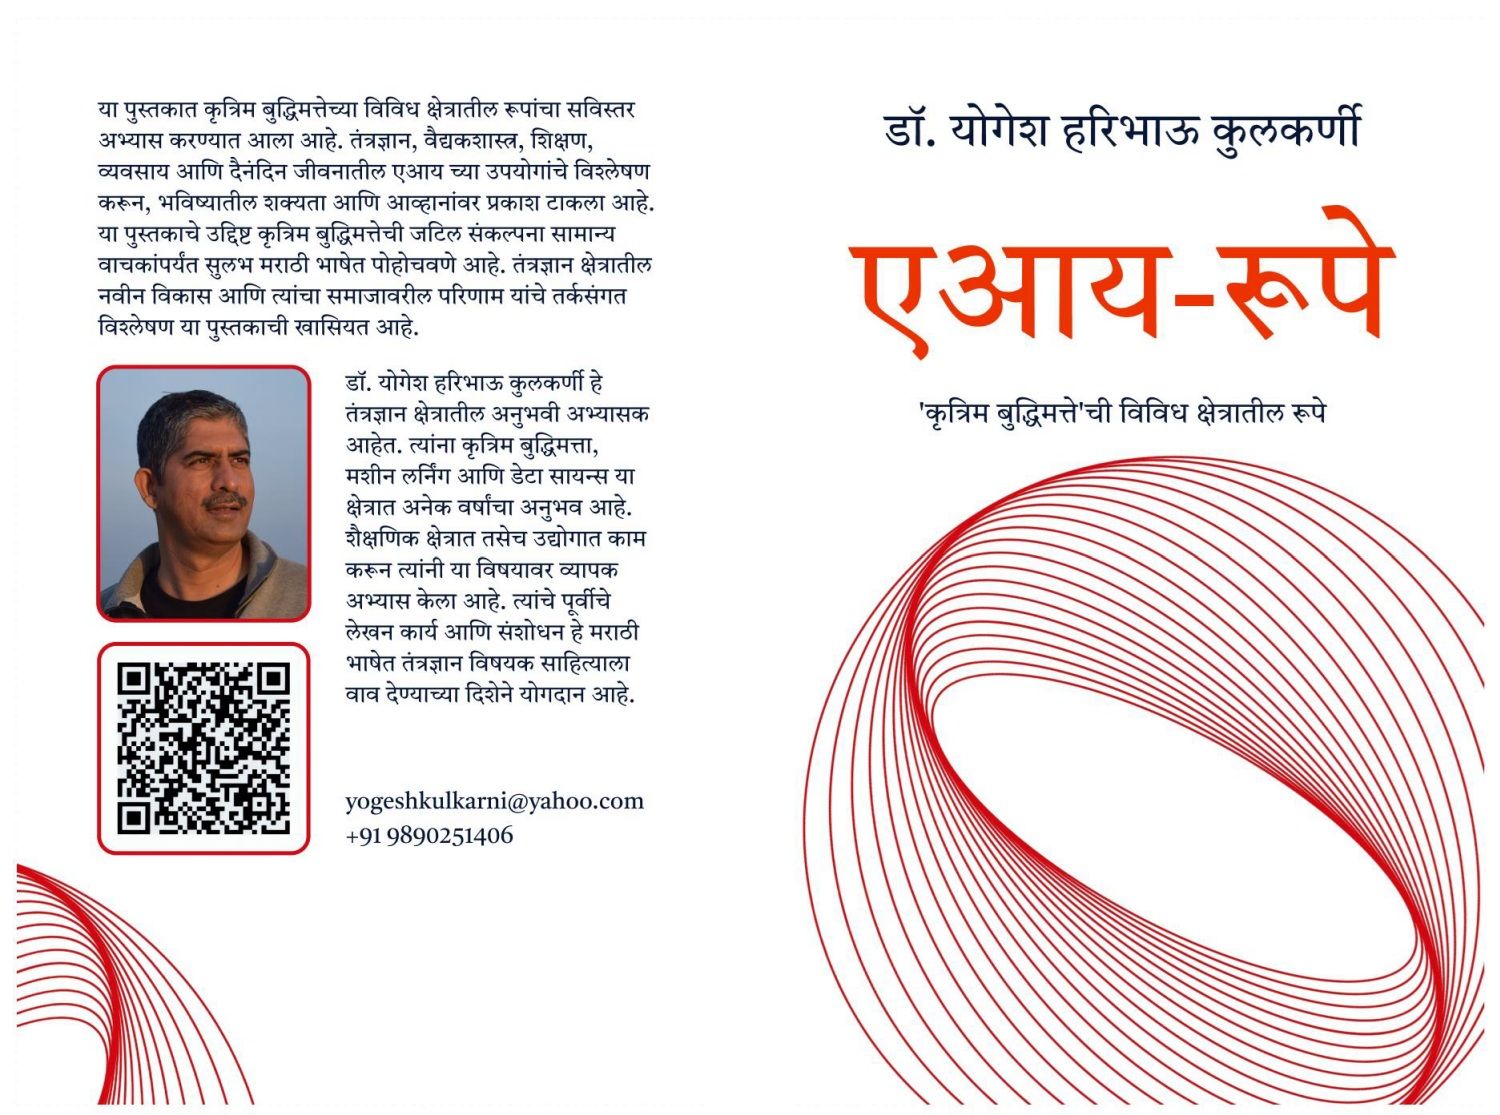 या पुस्तकात कृत्रिम बुद्धिमत्तेच्या विविध क्षेत्रातील रूपांचा सविस्तर
अभ्यास करण्यात आला आहे. तंत्रज्ञान, वैद्यकशास्त्र, शिक्षण,
व्यवसाय आणि दैनंदिन जीवनातील एआय च्या उपयोगांचे विश्लेषण
करून, भविष्यातील शक्यता आणि आव्हानांवर प्रकाश टाकला आहे.
या पुस्तकाचे उद्दिष्ट कृत्रिम बुद्धिमत्तेची जटिल संकल्पना सामान्य
वाचकांपर्यंत सुलभ मराठी भाषेत पोहोचवणे आहे. तंत्रज्ञान क्षेत्रातील
नवीन विकास आणि त्यांचा समाजावरील परिणाम यांचे तर्कसंगत
विश्लेषण या पुस्तकाची खासियत आहे.
डॉ. योगेश हरिभाऊ कुलकर्णी हे
तंत्रज्ञान क्षेत्रातील अनुभवी अभ्यासक
आहेत. त्यांना कृत्रिम बुद्धिमत्ता,
मशीन लर्निंग आणि डेटा सायन्स या
क्षेत्रात अनेक वर्षांचा अनुभव आहे.
शैक्षणिक क्षेत्रात तसेच उद्योगात काम
करून त्यांनी या विषयावर व्यापक
अभ्यास केला आहे. त्यांचे पूर्वीचे
लेखन कार्य आणि संशोधन हे मराठी
भाषेत तंत्रज्ञान विषयक साहित्याला
वाव देण्याच्या दिशेने योगदान आहे.
yogeshkulkarni@yahoo.com
+91 9890251406
डॉ. योगेश हरिभाऊ कुलकर्णी
एआय-रूपे
'कृत्रिम बुद्धिमत्ते'ची विविध क्षेत्रातील रूपे